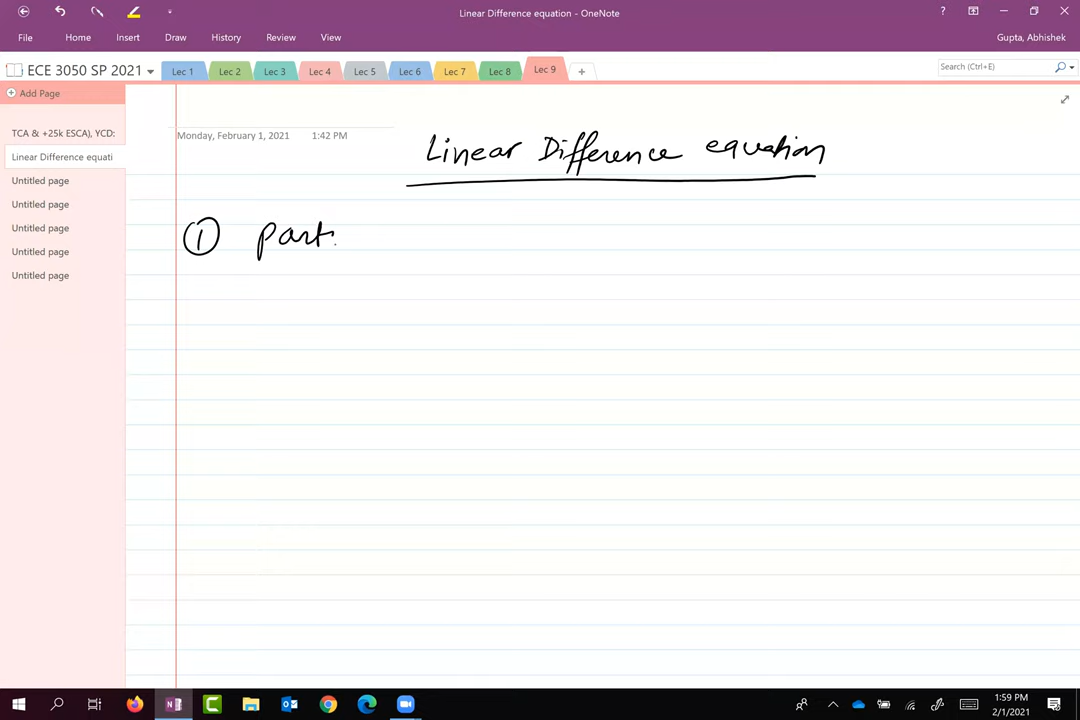 Linear Difference equation - OneNote
File Home Insert Draw History Review View
Gupta, Abhishek
ECE 3050 SP 2021 Lec 1 Lec 2 Lec 3 Lec 4 Lec 5 Lec 6 Lec 7 Lec 8 Lec 9
Search (Ctrl+E)
Add Page
TCA & +25k ESCA), YCD:
Linear Difference equati
Untitled page
Untitled page
Untitled page
Untitled page
Untitled page
Monday, February 1, 2021 1:42 PM
Linear Difference equation
① part
1:59 PM
2/1/2021